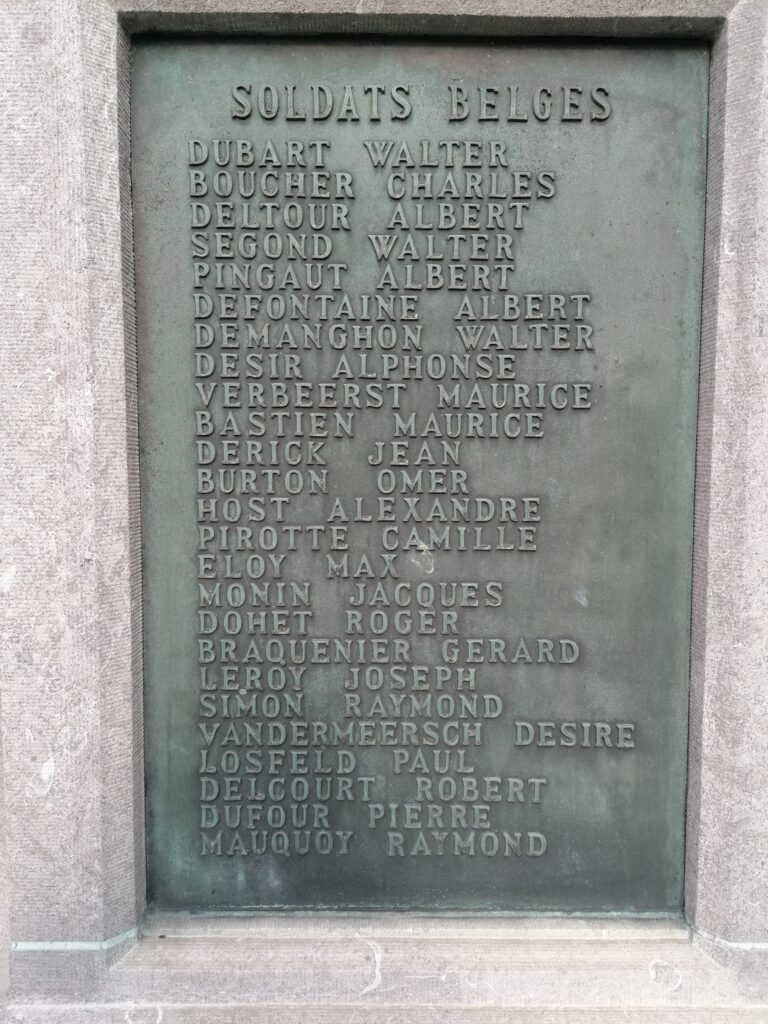 SOLDATS BELGES
DUBART WALTER
BOUCHER CHARLES
DELTOUR ALBERT
SEGOND WALTER
PINGAUT ALBERT
DEFONTAINE ALBERT
DEMANGHON WALTER
DESIR ALPHONSE
VERBEERST MAURICE
BASTIEN MAURICE
DERICK JEAN
BURTON OMER
HOST ALEXANDRE
PIROTTE CAMILLE
ELOY MAX
MONIN JACQUES
DOHET ROGER
BRAQUENIER GERARD
LEROY JOSEPH
SIMON RAYMOND
VANDERMEERSCH DESIRE
LOSFELD PAUL
DELCOURT ROBERT
DUFOUR PIERRE
MAUQUOY RAYMOND